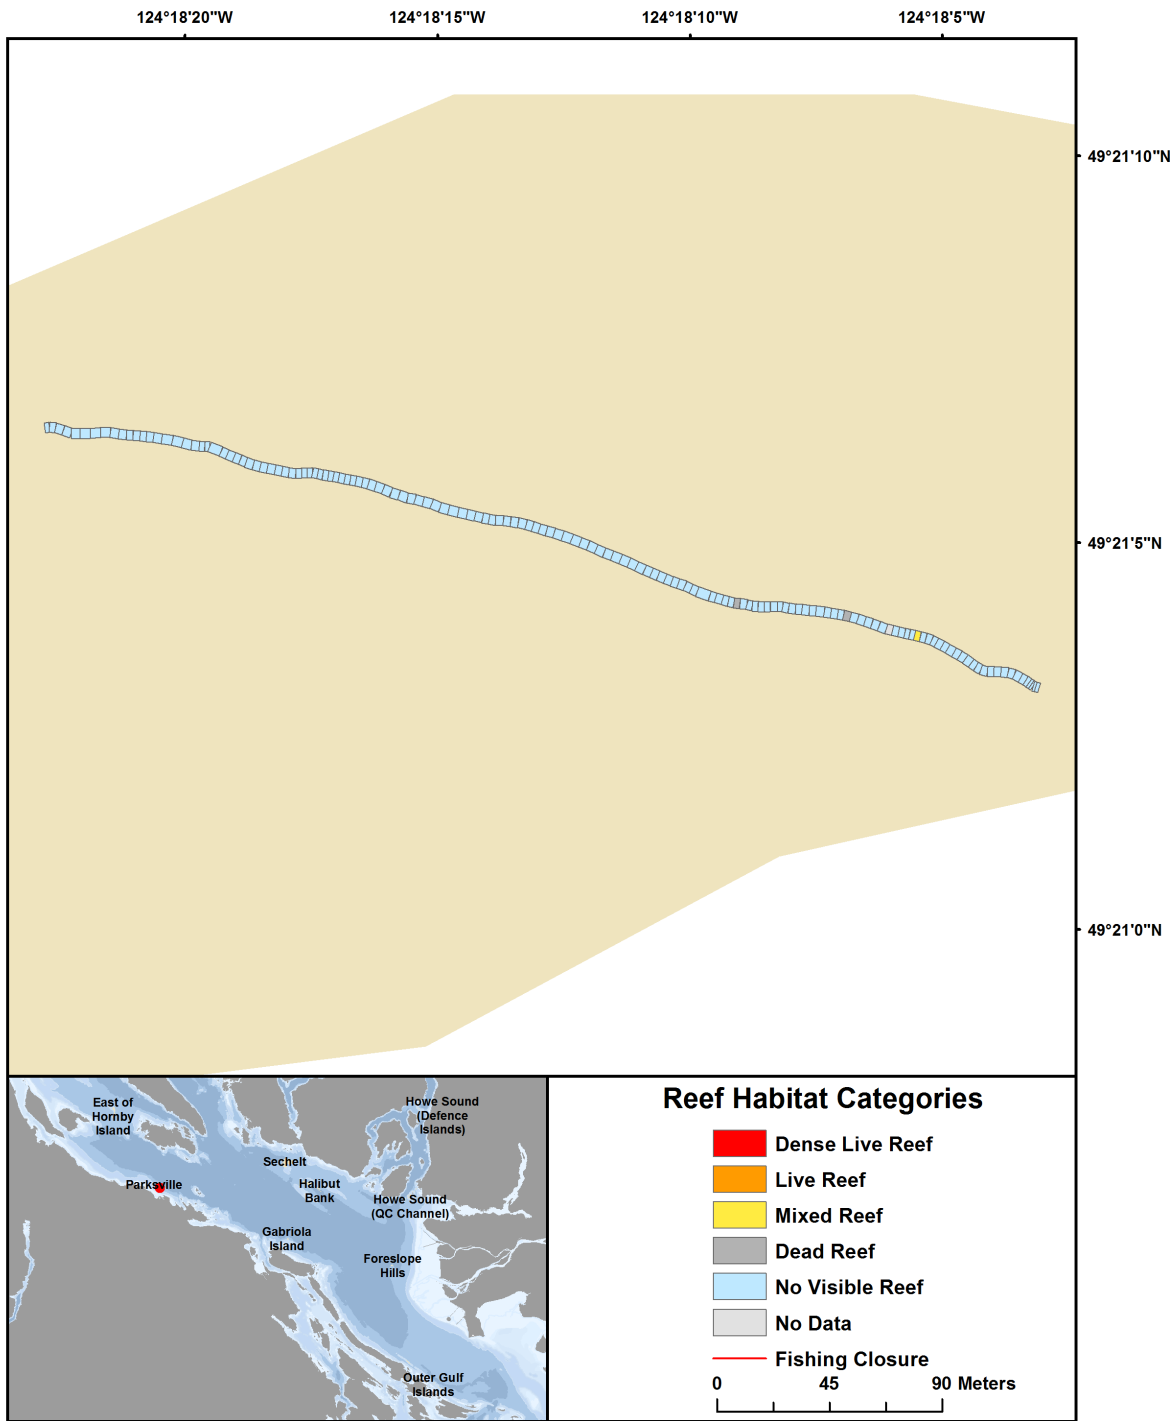 124°18'20"W
124°18'15"W
124°18'10"W
124°18'5"W
49°21'10"N
49°21'5"N
49°21'0"N
East of
Hornby
Island
Howe Sound
(Defence
Islands)
Sechelt
Parksville
Halibut
Bank
Howe Sound
(QC Channel)
Gabriola
Island
Foreslope
Hills
Outer Gulf
Islands
Reef Habitat Categories
Dense Live Reef
Live Reef
Mixed Reef
Dead Reef
No Visible Reef
No Data
Fishing Closure
0 45 90 Meters